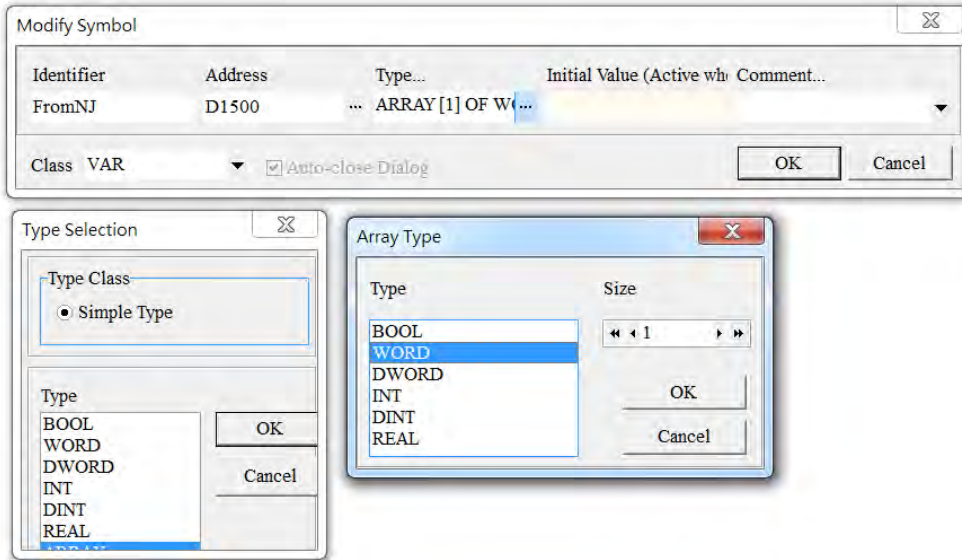 Modify Symbol
Identifier Address Type... Initial Value (Active wh Comment...
FromNJ D1500 ... ARRAY [1] OF W ...
Class VAR Auto-close Dialog OK Cancel
Type Selection
Type Class
Simple Type
Type
BOOL
WORD
DWORD
INT
DINT
REAL
ARRAY
OK
Cancel
Array Type
Type Size
BOOL
WORD
DWORD
INT
DINT
REAL
1
OK
Cancel